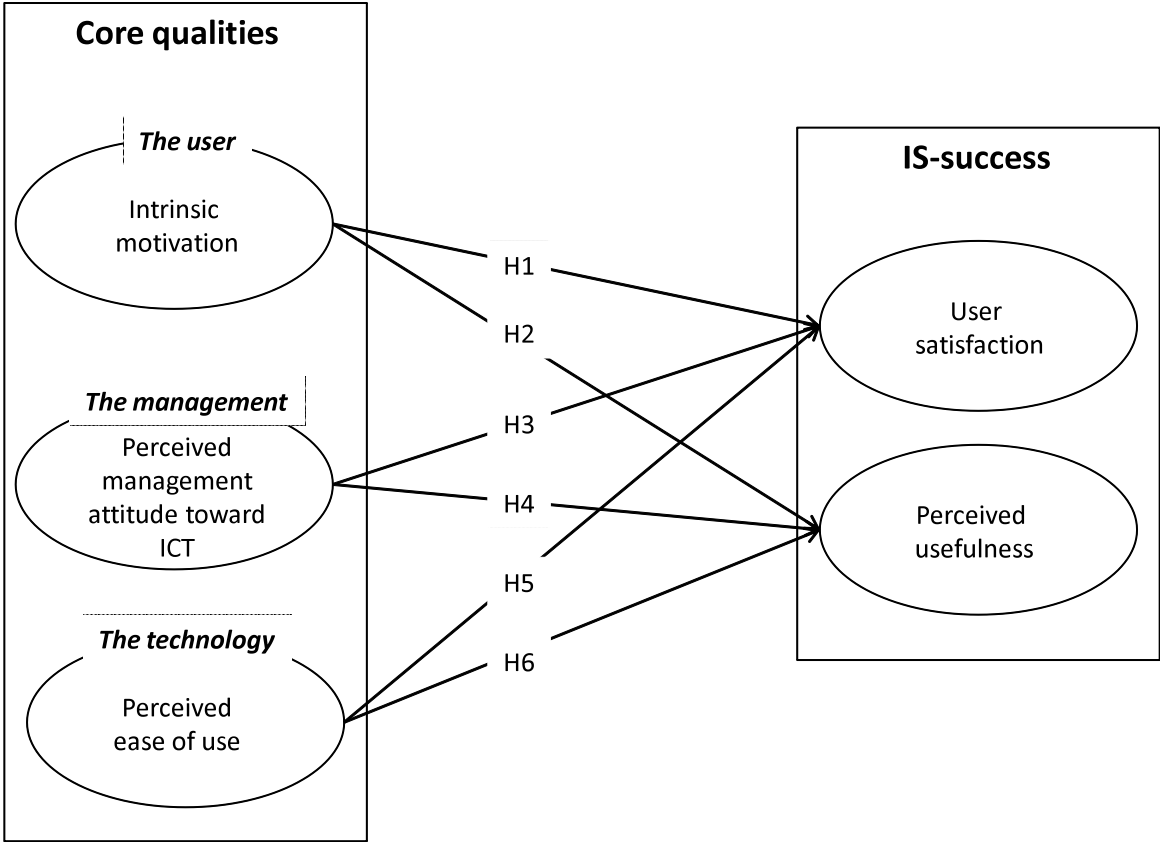 Core qualities
The user
Intrinsic
motivation
The management
Perceived
management
attitude toward
ICT
The technology
Perceived
ease of use
H1
H2
H3
H4
H5
H6
IS-success
User
satisfaction
Perceived
usefulness